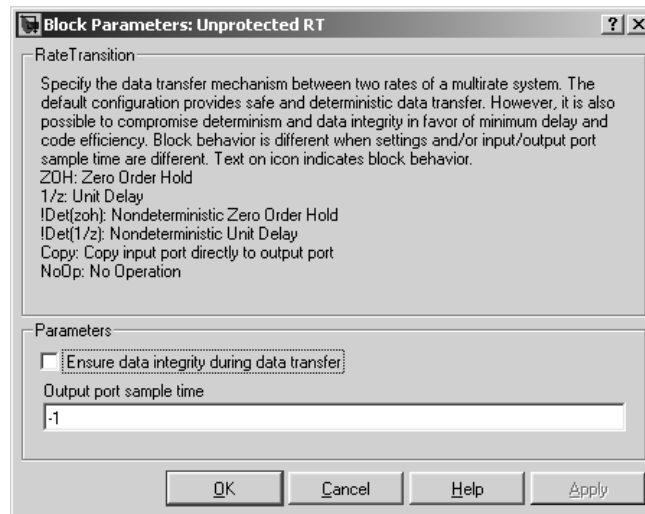 Block Parameters: Unprotected RT
RateTransition
Specify the data transfer mechanism between two rates of a multirate system. The
default configuration provides safe and deterministic data transfer. However, it is also
possible to compromise determinism and data integrity in favor of minimum delay and
code efficiency. Block behavior is different when settings and/or input/output port
sample time are different. Text on icon indicates block behavior.
ZOH: Zero Order Hold
1/z: Unit Delay
!Det(zoh): Nondeterministic Zero Order Hold
!Det(1/z): Nondeterministic Unit Delay
Copy: Copy input port directly to output port
NoOp: No Operation
Parameters
Ensure data integrity during data transfer
Output port sample time
-1
OK Cancel Help Apply